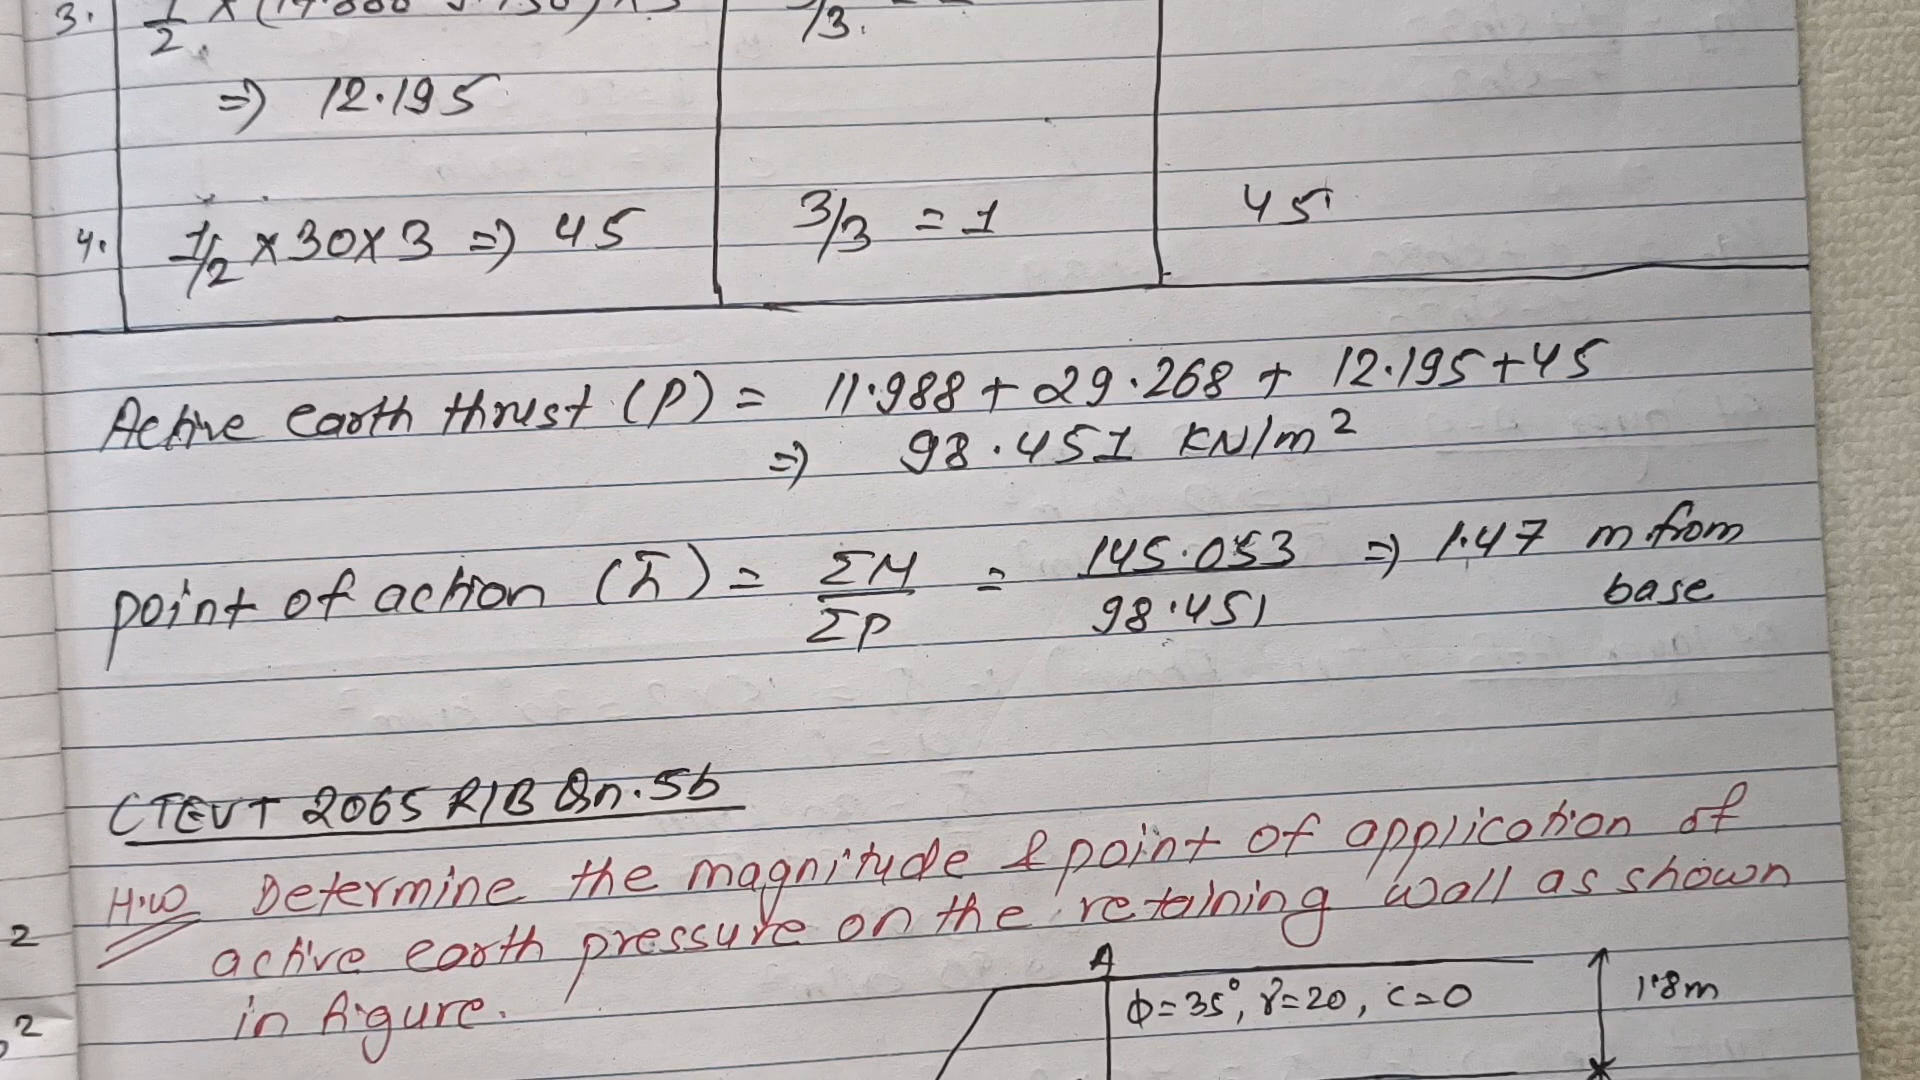 3. 1/2 × (
/3.
=) 12.195
4. 1/2 × 30 × 3 =) 45 3/3 = 1 45
Active earth thrust (P) = 11.988 + 29.268 + 12.195 + 45
=) 98.451 KN/m²
point of action (h̄) = ΣM/ΣP = 145.053/98.451 =) 1.47 m from
base
CTEVT 2065 R/B Qn. 5b
H.W Determine the magnitude & point of application of
2 active earth pressure on the retaining wall as shown
in figure.
A
2 ϕ = 35°, γ = 20, c = 0 1.8m